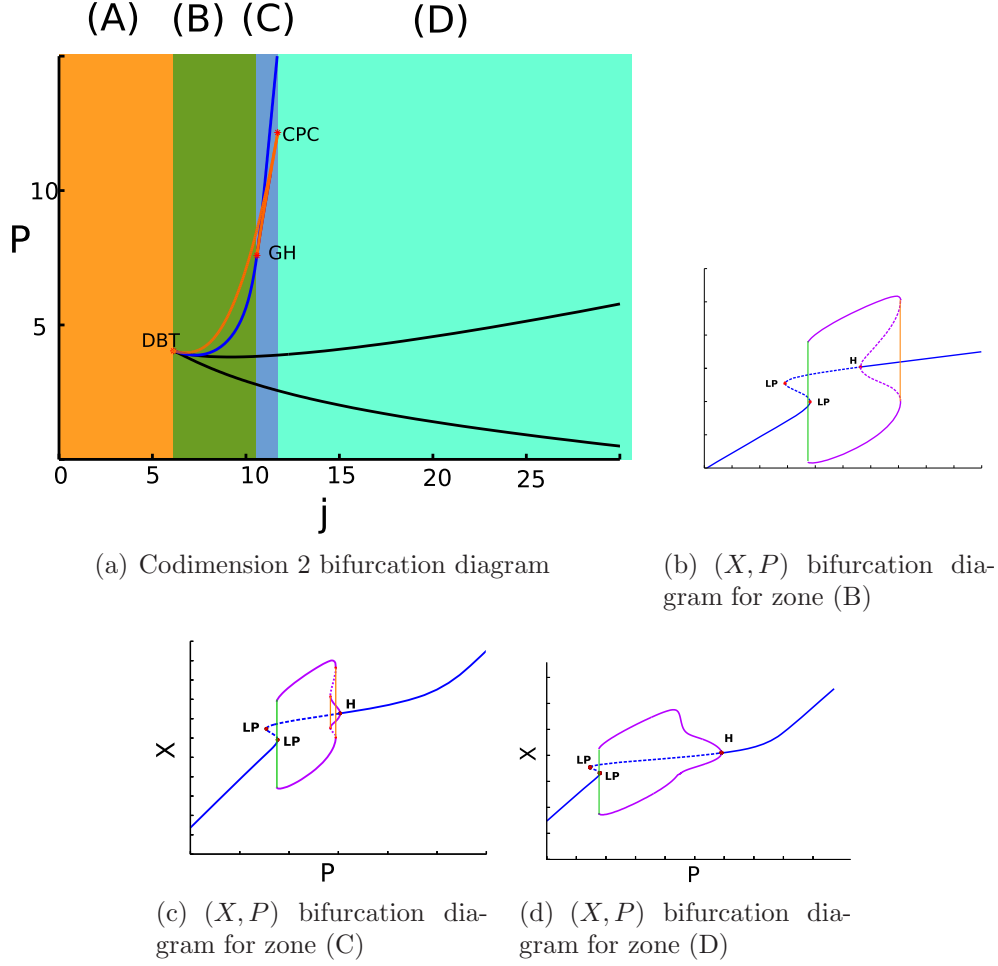 (A) (B) (C) (D)
CPC
10
P
GH
5
DBT
0 5 10 15 20 25
j
H
LP
LP
(a) Codimension 2 bifurcation diagram
(b) (X, P) bifurcation dia-
gram for zone (B)
H
LP
LP
X
P
H
LP
LP
X
P
(c) (X, P) bifurcation dia-
gram for zone (C)
(d) (X, P) bifurcation dia-
gram for zone (D)